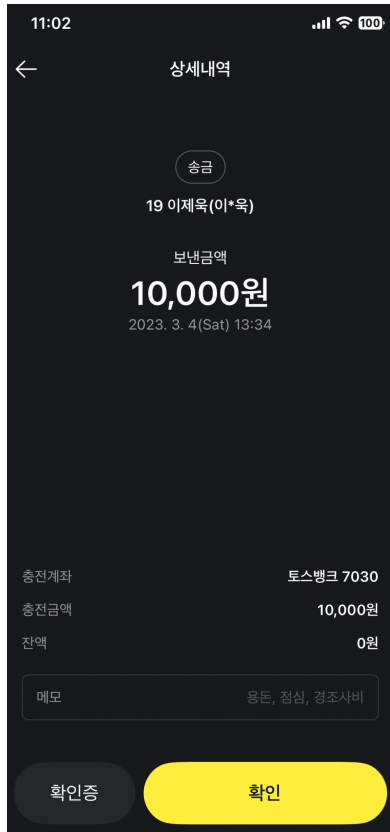 11:02
100
상세내역
송금
19 이제욱(이*욱)
보낸금액
10,000원
2023. 3. 4(Sat) 13:34
충전계좌 토스뱅크 7030
충전금액 10,000원
잔액 0원
메모 용돈, 점심, 경조사비
확인증 확인